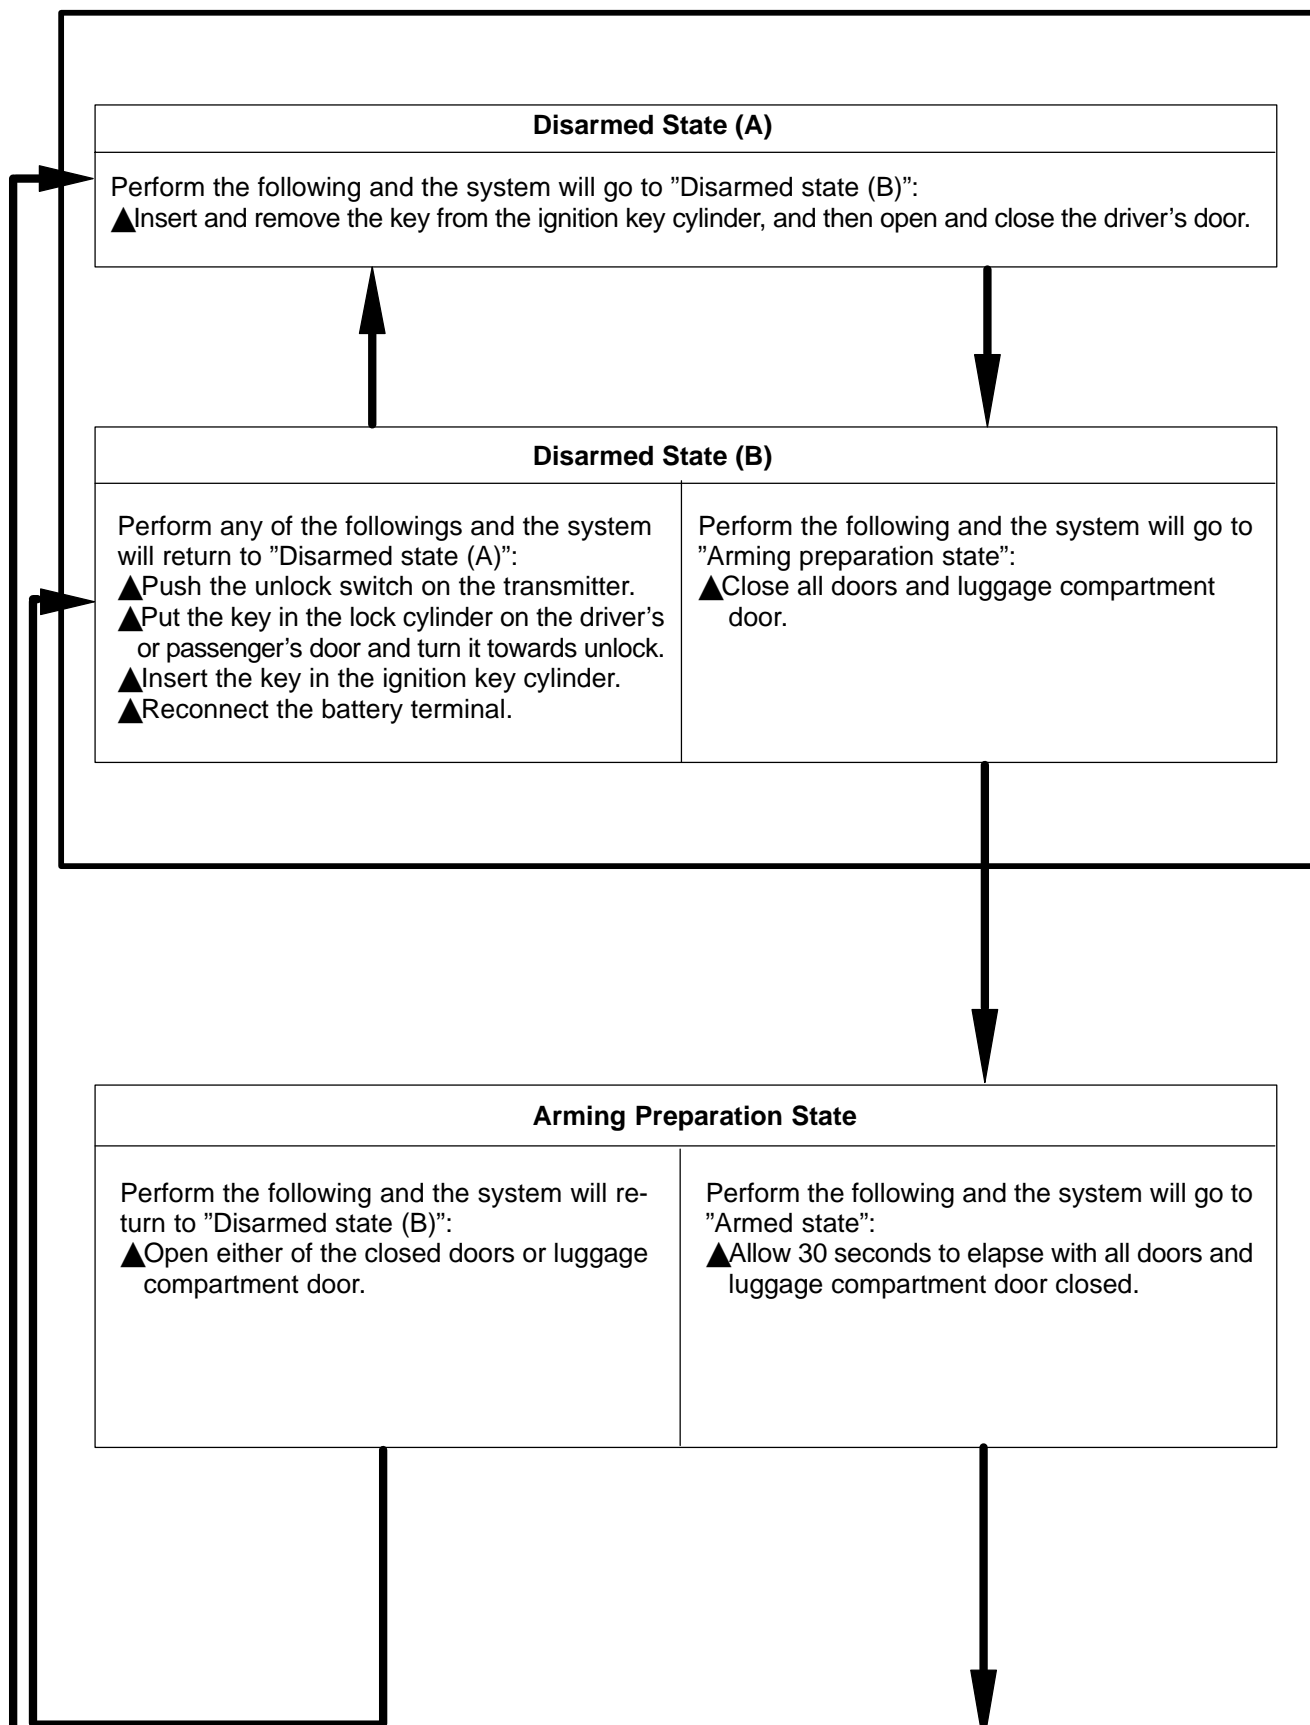 Disarmed State (A)
Perform the following and the system will go to ”Disarmed state (B)”:
▲Insert and remove the key from the ignition key cylinder, and then open and close the driver’s door.
Disarmed State (B)
Perform any of the followings and the system
will return to ”Disarmed state (A)”:
▲Push the unlock switch on the transmitter.
▲Put the key in the lock cylinder on the driver’s
or passenger’s door and turn it towards unlock.
▲Insert the key in the ignition key cylinder.
▲Reconnect the battery terminal.
Perform the following and the system will go to
”Arming preparation state”:
▲Close all doors and luggage compartment
door.
Arming Preparation State
Perform the following and the system will re-
turn to ”Disarmed state (B)”:
▲Open either of the closed doors or luggage
compartment door.
Perform the following and the system will go to
”Armed state”:
▲Allow 30 seconds to elapse with all doors and
luggage compartment door closed.